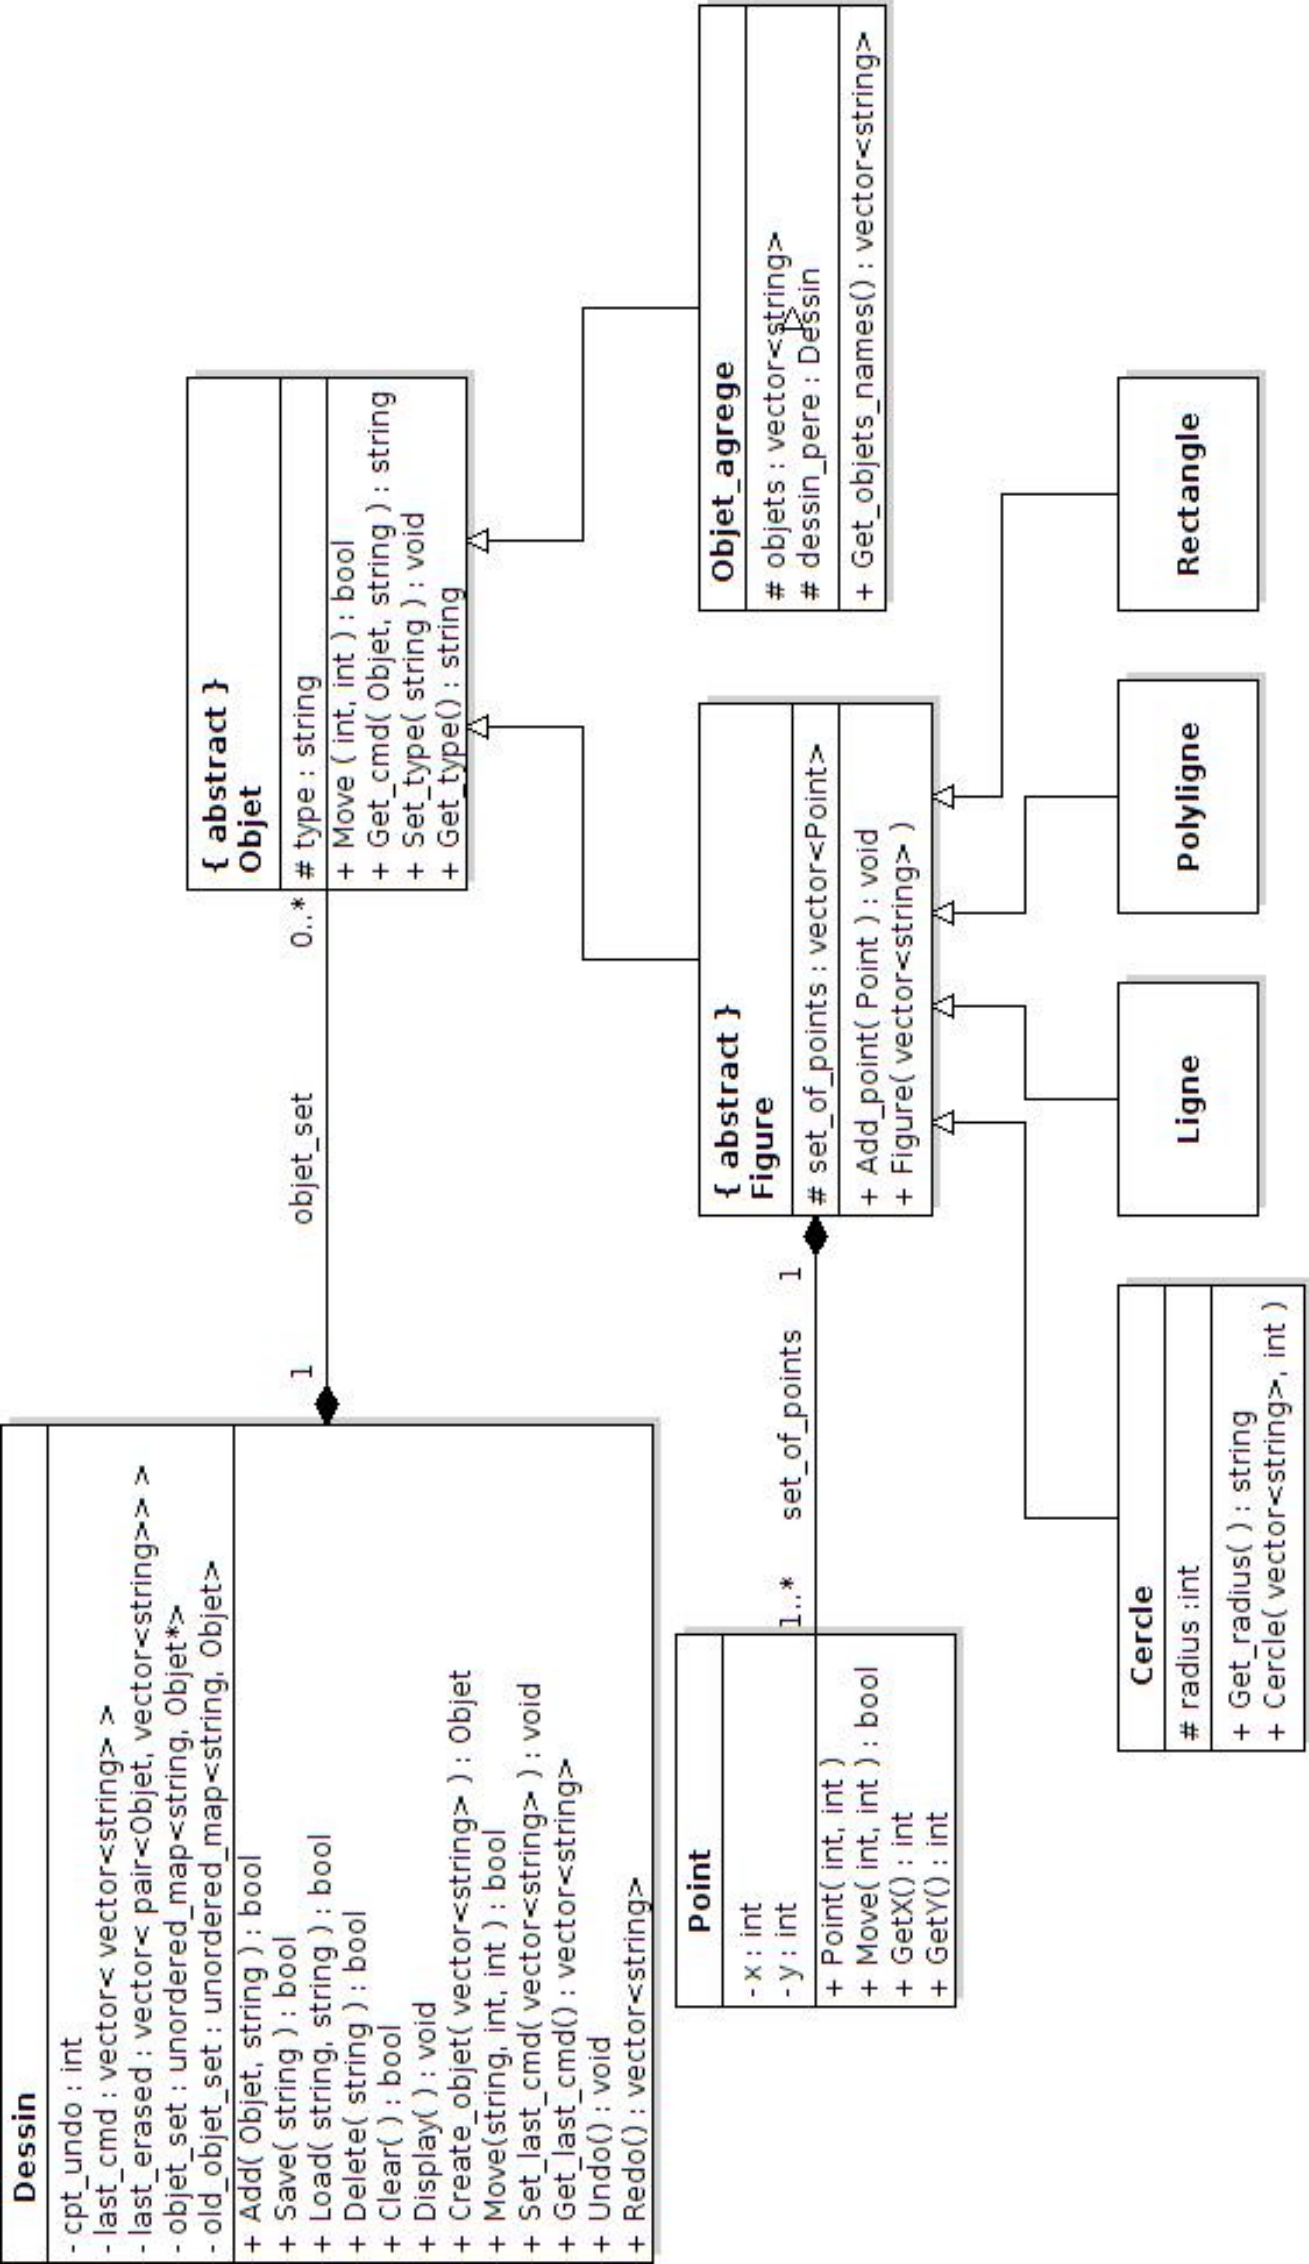 Dessin
- cpt_undo : int
- last_cmd : vector< vector<string> >
- last_erased : vector< pair<Objet, vector<string>> >
- objet_set : unordered_map<string, Objet*>
- old_objet_set : unordered_map<string, Objet>
+ Add( Objet, string ) : bool
+ Save( string ) : bool
+ Load( string, string ) : bool
+ Delete( string ) : bool
+ Clear( ) : bool
+ Display( ) : void
+ Create_objet( vector<string> ) : Objet
+ Move(string, int, int ) : bool
+ Set_last_cmd( vector<string> ) : void
+ Get_last_cmd() : vector<string>
+ Undo() : void
+ Redo() : vector<string>
1
objet_set
0..*
{ abstract }
Objet
# type : string
+ Move ( int, int ) : bool
+ Get_cmd( Objet, string ) : string
+ Set_type( string ) : void
+ Get_type() : string
Point
- x : int
- y : int
+ Point( int, int )
+ Move( int, int ) : bool
+ GetX() : int
+ GetY() : int
1..*
set_of_points
1
{ abstract }
Figure
# set_of_points : vector<Point>
+ Add_point( Point ) : void
+ Figure( vector<string> )
Objet_agrege
# objets : vector<string>
# dessin_pere : Dessin
+ Get_objets_names() : vector<string>
Cercle
# radius :int
+ Get_radius( ) : string
+ Cercle( vector<string>, int )
Ligne
Polyligne
Rectangle